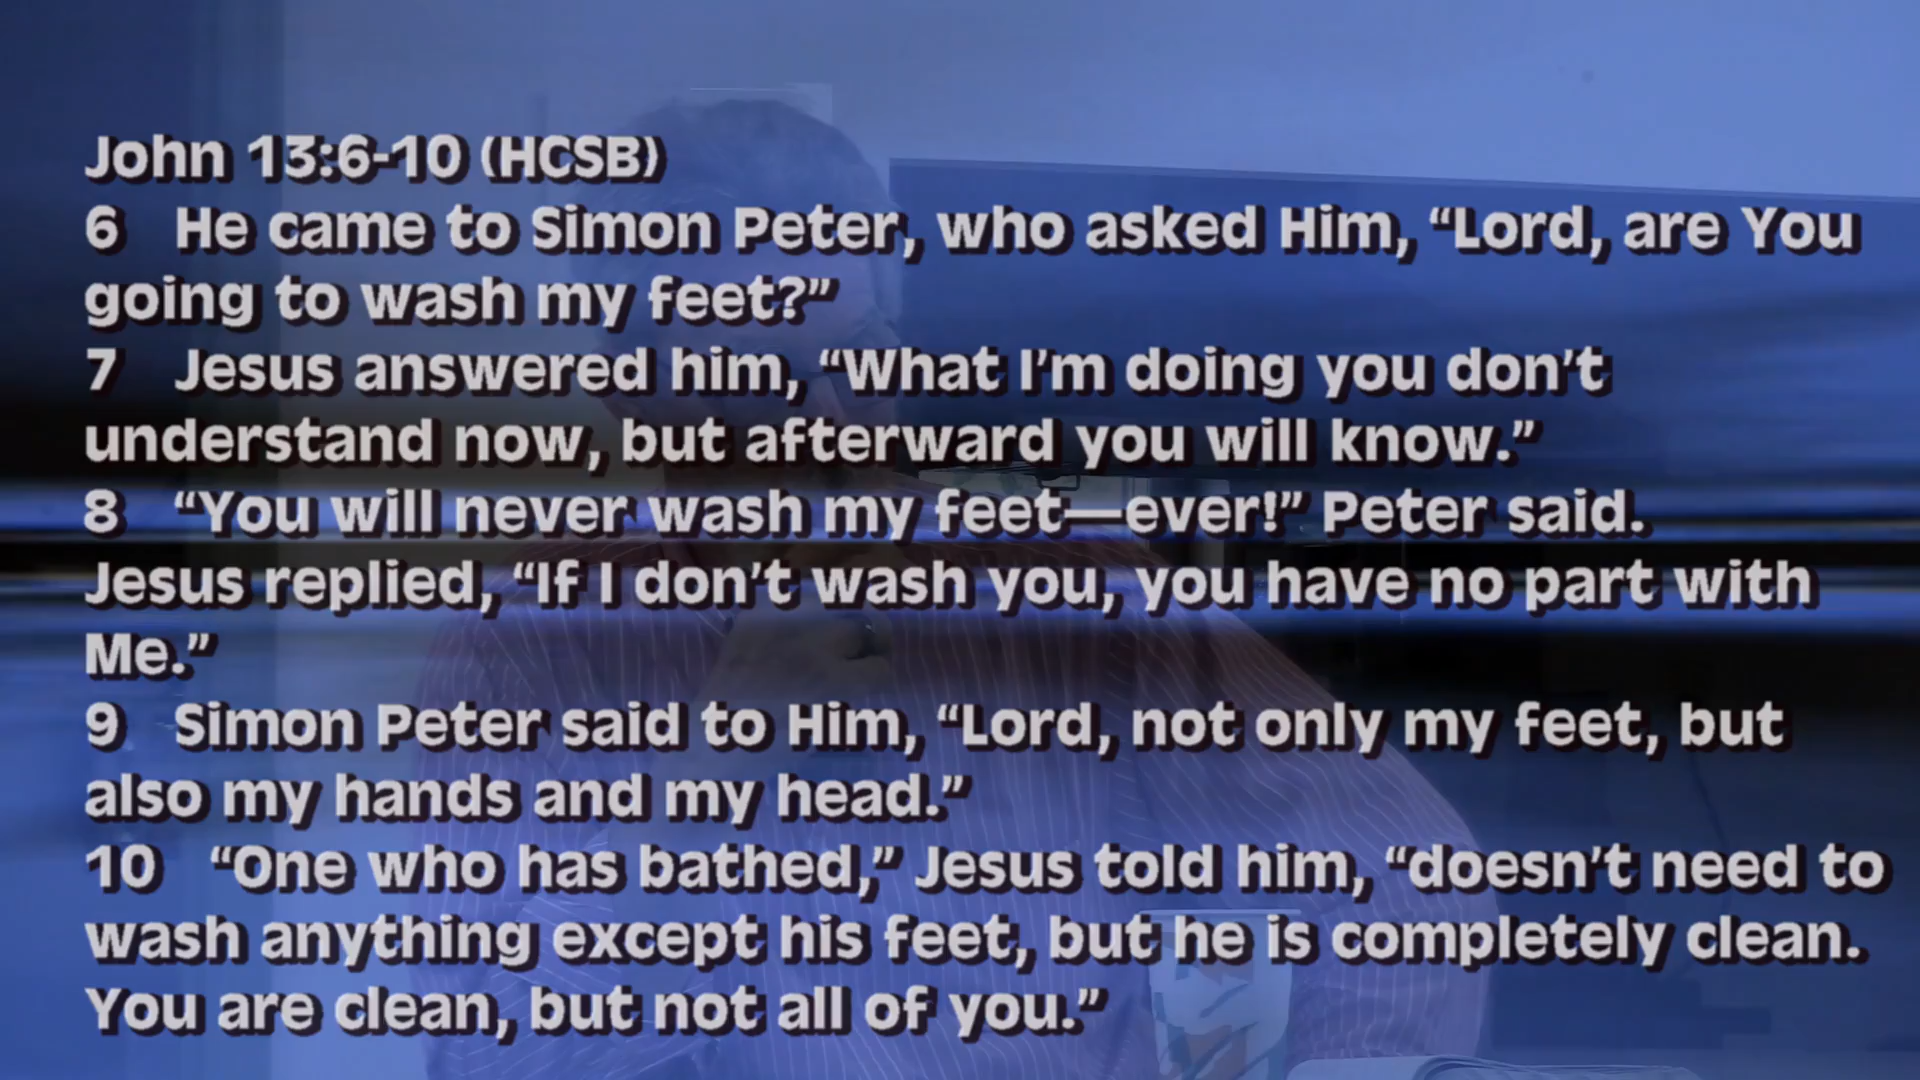 John 13:6-10 (HCSB)
6 He came to Simon Peter, who asked Him, “Lord, are You
going to wash my feet?”
7 Jesus answered him, “What I’m doing you don’t
understand now, but afterward you will know.”
8 “You will never wash my feet—ever!” Peter said.
Jesus replied, “If I don’t wash you, you have no part with
Me.”
9 Simon Peter said to Him, “Lord, not only my feet, but
also my hands and my head.”
10 “One who has bathed,” Jesus told him, “doesn’t need to
wash anything except his feet, but he is completely clean.
You are clean, but not all of you.”